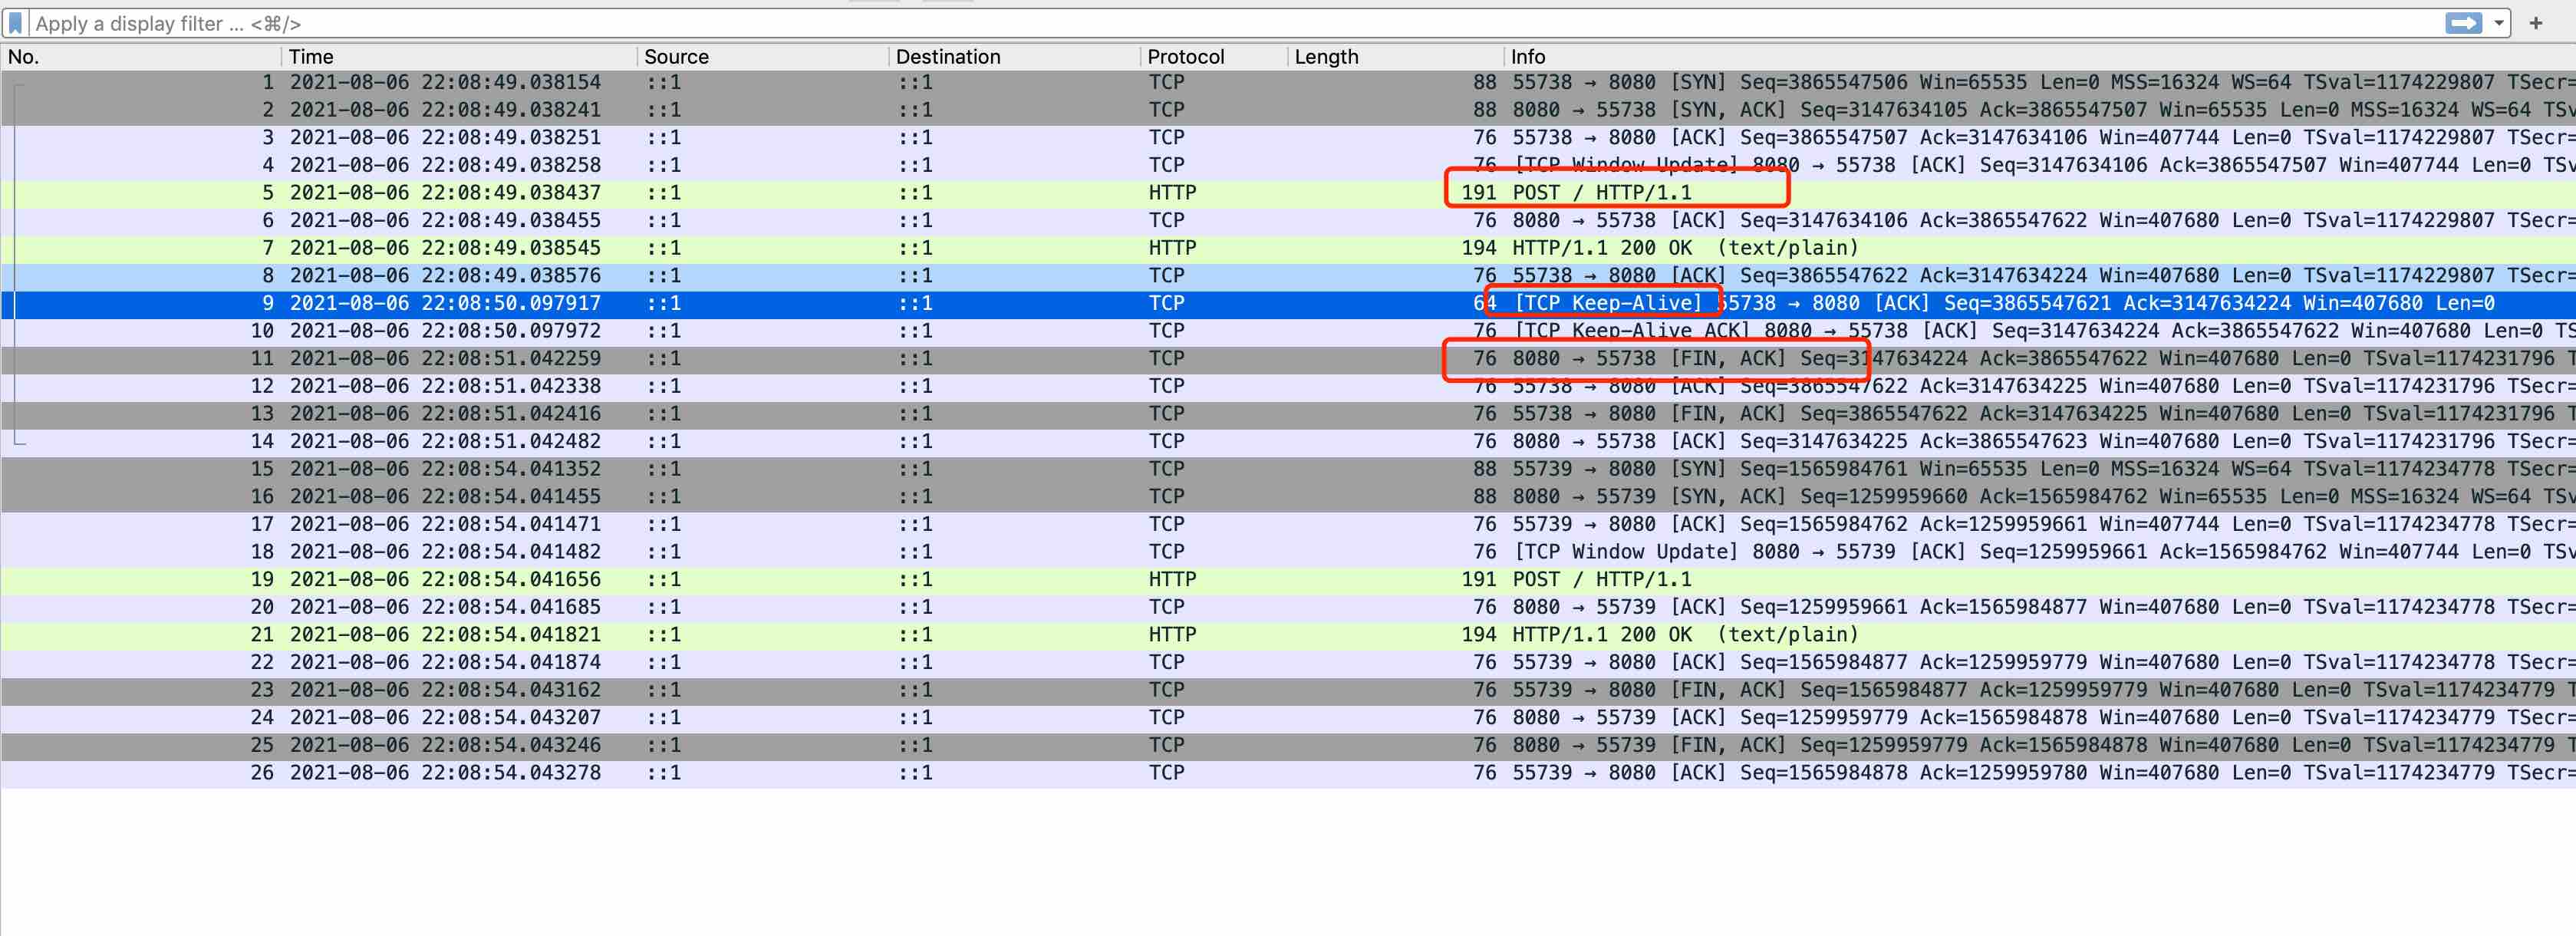 Apply a display filter ... <⌘/>
No. Time Source Destination Protocol Length Info
1 2021-08-06 22:08:49.038154 ::1 ::1 TCP 88 55738 → 8080 [SYN] Seq=3865547506 Win=65535 Len=0 MSS=16324 WS=64 TSval=1174229807 TSecr=
2 2021-08-06 22:08:49.038241 ::1 ::1 TCP 88 8080 → 55738 [SYN, ACK] Seq=3147634105 Ack=3865547507 Win=65535 Len=0 MSS=16324 WS=64 TSv
3 2021-08-06 22:08:49.038251 ::1 ::1 TCP 76 55738 → 8080 [ACK] Seq=3865547507 Ack=3147634106 Win=407744 Len=0 TSval=1174229807 TSecr=
4 2021-08-06 22:08:49.038258 ::1 ::1 TCP 76 [TCP Window Update] 8080 → 55738 [ACK] Seq=3147634106 Ack=3865547507 Win=407744 Len=0 TSv
5 2021-08-06 22:08:49.038437 ::1 ::1 HTTP 191 POST / HTTP/1.1
6 2021-08-06 22:08:49.038455 ::1 ::1 TCP 76 8080 → 55738 [ACK] Seq=3147634106 Ack=3865547622 Win=407680 Len=0 TSval=1174229807 TSecr=
7 2021-08-06 22:08:49.038545 ::1 ::1 HTTP 194 HTTP/1.1 200 OK (text/plain)
8 2021-08-06 22:08:49.038576 ::1 ::1 TCP 76 55738 → 8080 [ACK] Seq=3865547622 Ack=3147634224 Win=407680 Len=0 TSval=1174229807 TSecr=
9 2021-08-06 22:08:50.097917 ::1 ::1 TCP 64 [TCP Keep-Alive] 55738 → 8080 [ACK] Seq=3865547621 Ack=3147634224 Win=407680 Len=0
10 2021-08-06 22:08:50.097972 ::1 ::1 TCP 76 [TCP Keep-Alive ACK] 8080 → 55738 [ACK] Seq=3147634224 Ack=3865547622 Win=407680 Len=0 TS
11 2021-08-06 22:08:51.042259 ::1 ::1 TCP 76 8080 → 55738 [FIN, ACK] Seq=3147634224 Ack=3865547622 Win=407680 Len=0 TSval=1174231796 T
12 2021-08-06 22:08:51.042338 ::1 ::1 TCP 76 55738 → 8080 [ACK] Seq=3865547622 Ack=3147634225 Win=407680 Len=0 TSval=1174231796 TSecr=
13 2021-08-06 22:08:51.042416 ::1 ::1 TCP 76 55738 → 8080 [FIN, ACK] Seq=3865547622 Ack=3147634225 Win=407680 Len=0 TSval=1174231796 T
14 2021-08-06 22:08:51.042482 ::1 ::1 TCP 76 8080 → 55738 [ACK] Seq=3147634225 Ack=3865547623 Win=407680 Len=0 TSval=1174231796 TSecr=
15 2021-08-06 22:08:54.041352 ::1 ::1 TCP 88 55739 → 8080 [SYN] Seq=1565984761 Win=65535 Len=0 MSS=16324 WS=64 TSval=1174234778 TSecr=
16 2021-08-06 22:08:54.041455 ::1 ::1 TCP 88 8080 → 55739 [SYN, ACK] Seq=1259959660 Ack=1565984762 Win=65535 Len=0 MSS=16324 WS=64 TSv
17 2021-08-06 22:08:54.041471 ::1 ::1 TCP 76 55739 → 8080 [ACK] Seq=1565984762 Ack=1259959661 Win=407744 Len=0 TSval=1174234778 TSecr=
18 2021-08-06 22:08:54.041482 ::1 ::1 TCP 76 [TCP Window Update] 8080 → 55739 [ACK] Seq=1259959661 Ack=1565984762 Win=407744 Len=0 TSv
19 2021-08-06 22:08:54.041656 ::1 ::1 HTTP 191 POST / HTTP/1.1
20 2021-08-06 22:08:54.041685 ::1 ::1 TCP 76 8080 → 55739 [ACK] Seq=1259959661 Ack=1565984877 Win=407680 Len=0 TSval=1174234778 TSecr=
21 2021-08-06 22:08:54.041821 ::1 ::1 HTTP 194 HTTP/1.1 200 OK (text/plain)
22 2021-08-06 22:08:54.041874 ::1 ::1 TCP 76 55739 → 8080 [ACK] Seq=1565984877 Ack=1259959779 Win=407680 Len=0 TSval=1174234778 TSecr=
23 2021-08-06 22:08:54.043162 ::1 ::1 TCP 76 55739 → 8080 [FIN, ACK] Seq=1565984877 Ack=1259959779 Win=407680 Len=0 TSval=1174234779 T
24 2021-08-06 22:08:54.043207 ::1 ::1 TCP 76 8080 → 55739 [ACK] Seq=1259959779 Ack=1565984878 Win=407680 Len=0 TSval=1174234779 TSecr=
25 2021-08-06 22:08:54.043246 ::1 ::1 TCP 76 8080 → 55739 [FIN, ACK] Seq=1259959779 Ack=1565984878 Win=407680 Len=0 TSval=1174234779 T
26 2021-08-06 22:08:54.043278 ::1 ::1 TCP 76 55739 → 8080 [ACK] Seq=1565984878 Ack=1259959780 Win=407680 Len=0 TSval=1174234779 TSecr=